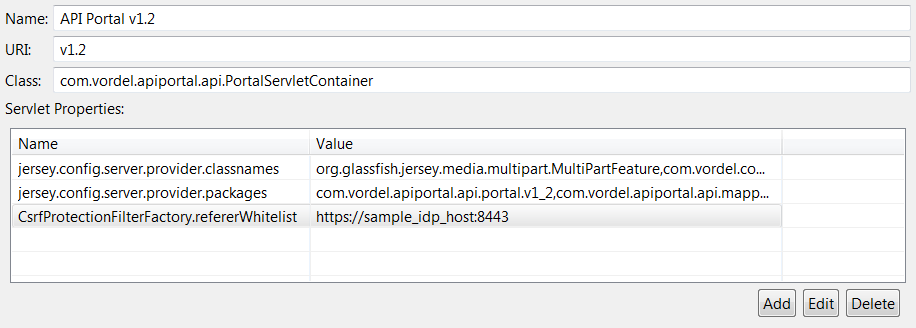 Name: API Portal v1.2
URI: v1.2
Class: com.vordel.apiportal.api.PortalServletContainer
Servlet Properties:
Name Value
jersey.config.server.provider.classnames org.glassfish.jersey.media.multipart.MultiPartFeature,com.vordel.co...
jersey.config.server.provider.packages com.vordel.apiportal.api.portal.v1_2,com.vordel.apiportal.api.mapp...
CsrfProtectionFilterFactory.refererWhitelist https://sample_idp_host:8443
Add Edit Delete